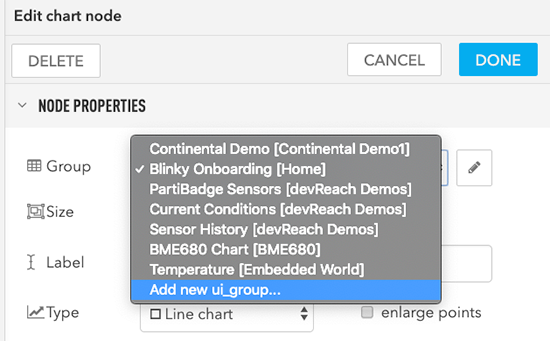 Edit chart node
DELETE
CANCEL
DONE
NODE PROPERTIES
Group
Continental Demo [Continental Demo1]
✓ Blinky Onboarding [Home]
PartiBadge Sensors [devReach Demos]
Current Conditions [devReach Demos]
Sensor History [devReach Demos]
BME680 Chart [BME680]
Temperature [Embedded World]
Add new ui_group...
Size
Label
Type
Line chart
enlarge points